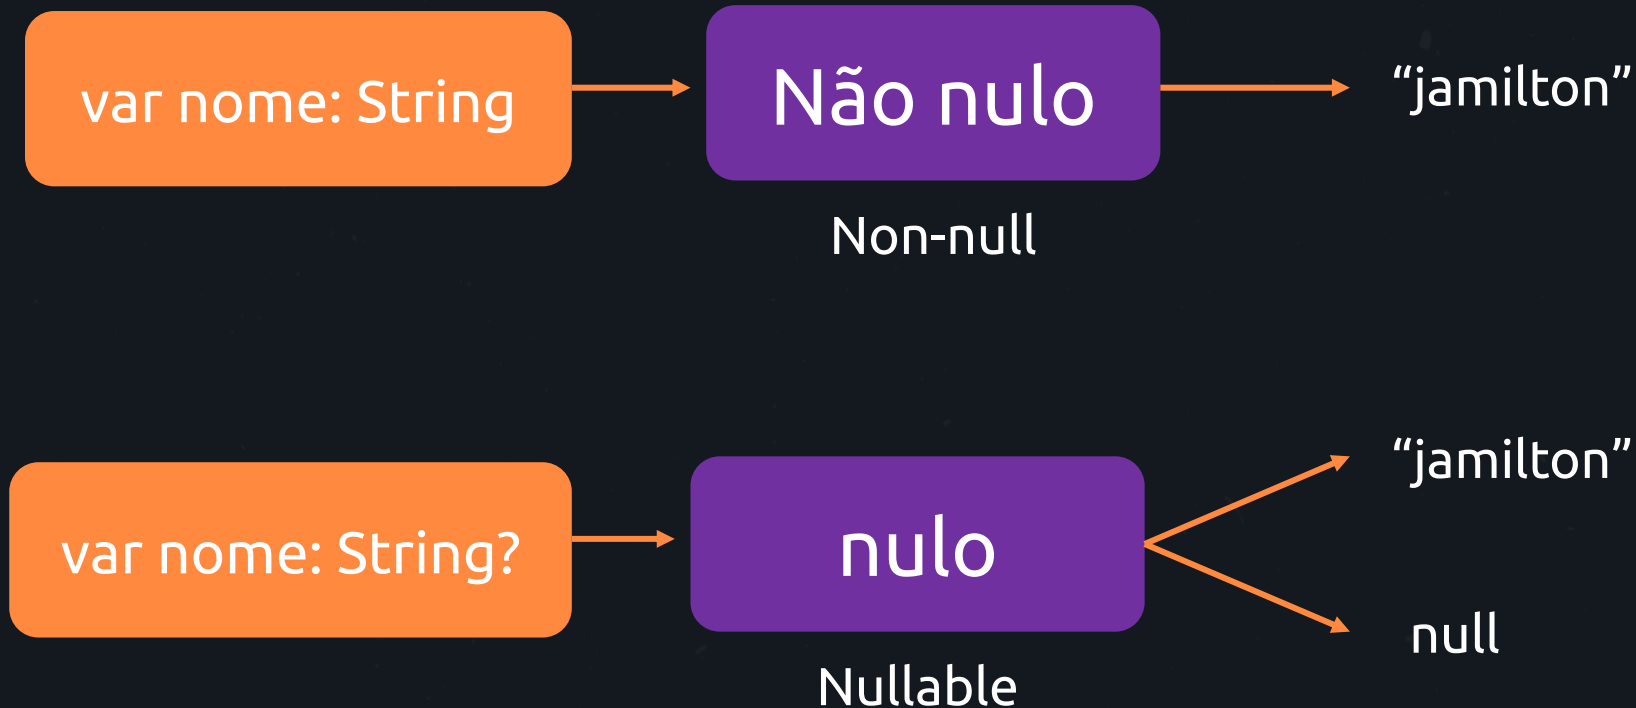 var nome: String
Não nulo
“jamilton”
Non-null
var nome: String?
nulo
“jamilton”
null
Nullable